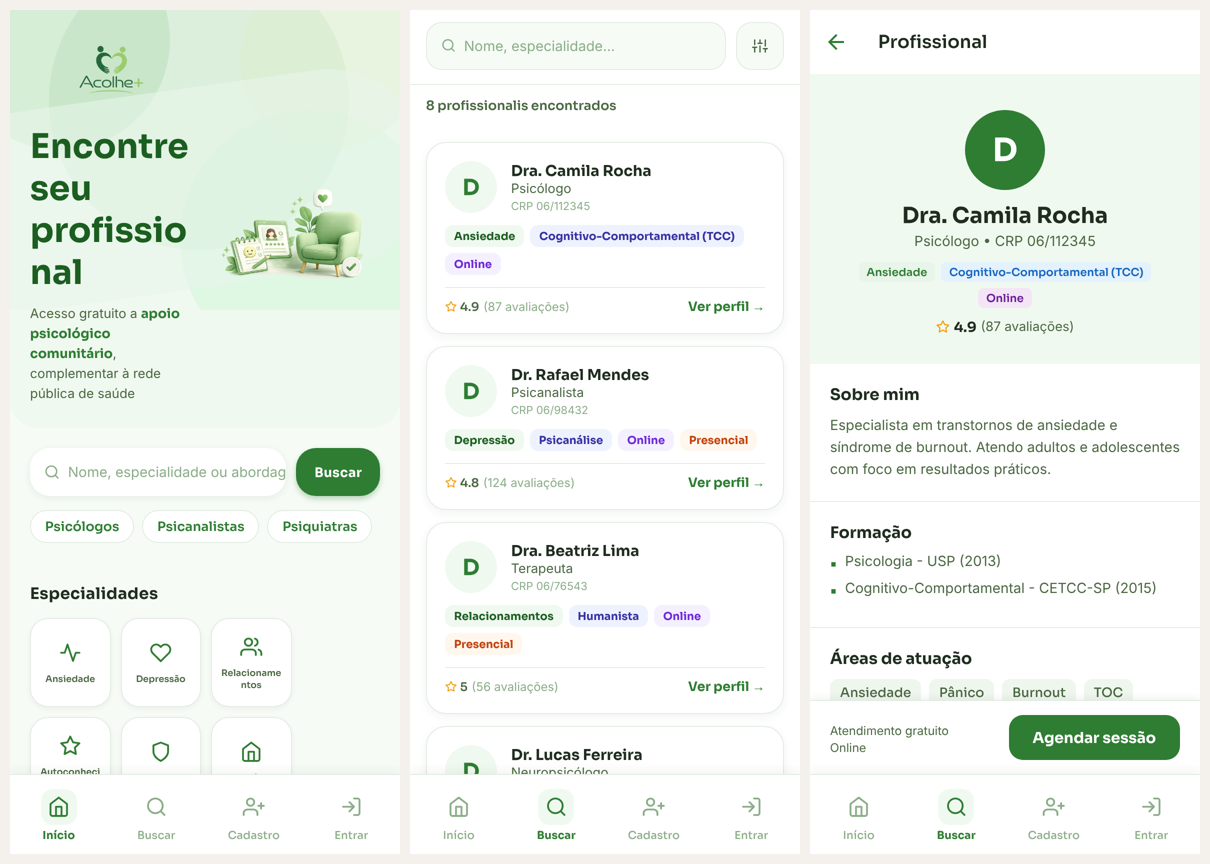 Acolhe+
Encontre
seu
profissio
nal
Acesso gratuito a apoio
psicológico
comunitário,
complementar à rede
pública de saúde
Nome, especialidade ou abordag
Buscar
Psicólogos
Psicanalistas
Psiquiatras
Especialidades
Ansiedade
Depressão
Relacioname
ntos
Autoconheci
Início
Buscar
Cadastro
Entrar
Nome, especialidade...
8 profissionalis encontrados
D
Dra. Camila Rocha
Psicólogo
CRP 06/112345
Ansiedade
Cognitivo-Comportamental (TCC)
Online
4.9 (87 avaliações)
Ver perfil →
D
Dr. Rafael Mendes
Psicanalista
CRP 06/98432
Depressão
Psicanálise
Online
Presencial
4.8 (124 avaliações)
Ver perfil →
D
Dra. Beatriz Lima
Terapeuta
CRP 06/76543
Relacionamentos
Humanista
Online
Presencial
5 (56 avaliações)
Ver perfil →
D
Dr. Lucas Ferreira
Neuropsicólogo
Início
Buscar
Cadastro
Entrar
← Profissional
D
Dra. Camila Rocha
Psicólogo • CRP 06/112345
Ansiedade
Cognitivo-Comportamental (TCC)
Online
4.9 (87 avaliações)
Sobre mim
Especialista em transtornos de ansiedade e
síndrome de burnout. Atendo adultos e adolescentes
com foco em resultados práticos.
Formação
▪ Psicologia - USP (2013)
▪ Cognitivo-Comportamental - CETCC-SP (2015)
Áreas de atuação
Ansiedade
Pânico
Burnout
TOC
Atendimento gratuito
Online
Agendar sessão
Início
Buscar
Cadastro
Entrar